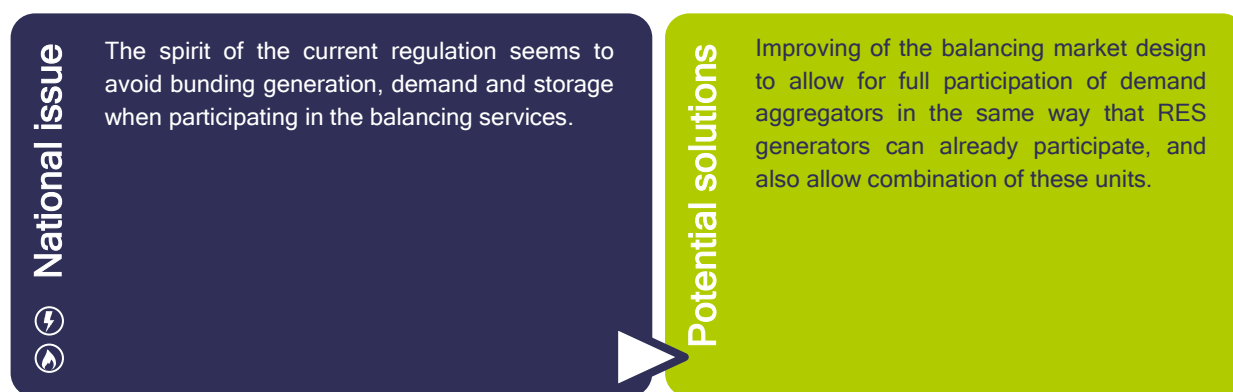 National issue
The spirit of the current regulation seems to
avoid bunding generation, demand and storage
when participating in the balancing services.
Potential solutions
Improving of the balancing market design
to allow for full participation of demand
aggregators in the same way that RES
generators can already participate, and
also allow combination of these units.